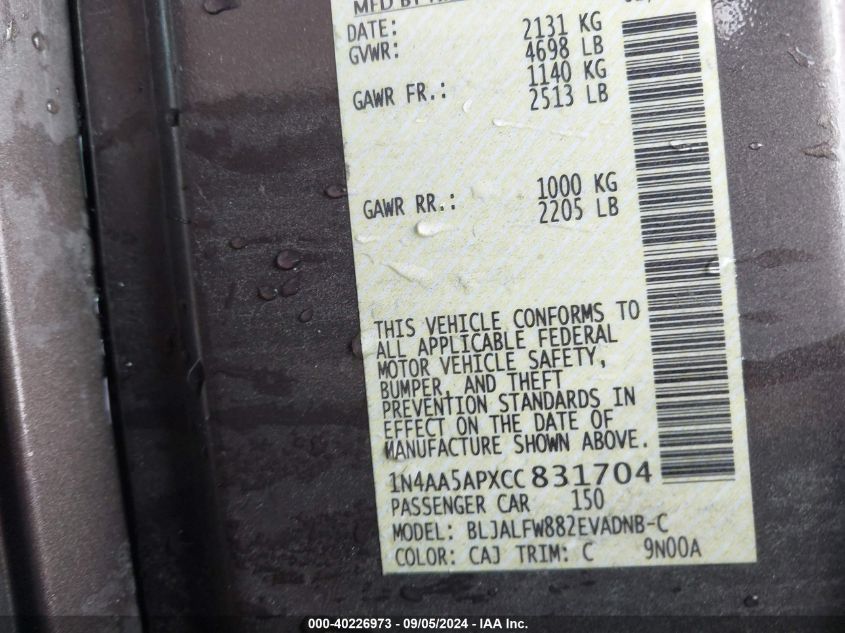 MFD BY
DATE: 2131 KG
GVWR: 4698 LB
1140 KG
GAWR FR.: 2513 LB
1000 KG
GAWR RR.: 2205 LB
THIS VEHICLE CONFORMS TO
ALL APPLICABLE FEDERAL
MOTOR VEHICLE SAFETY,
BUMPER, AND THEFT
PREVENTION STANDARDS IN
EFFECT ON THE DATE OF
MANUFACTURE SHOWN ABOVE.
1N4AA5APXCC831704
PASSENGER CAR 150
MODEL: BLJALFW882EVADNB-C
COLOR: CAJ TRIM: C 9N00A
000-40226973 - 09/05/2024 - IAA Inc.